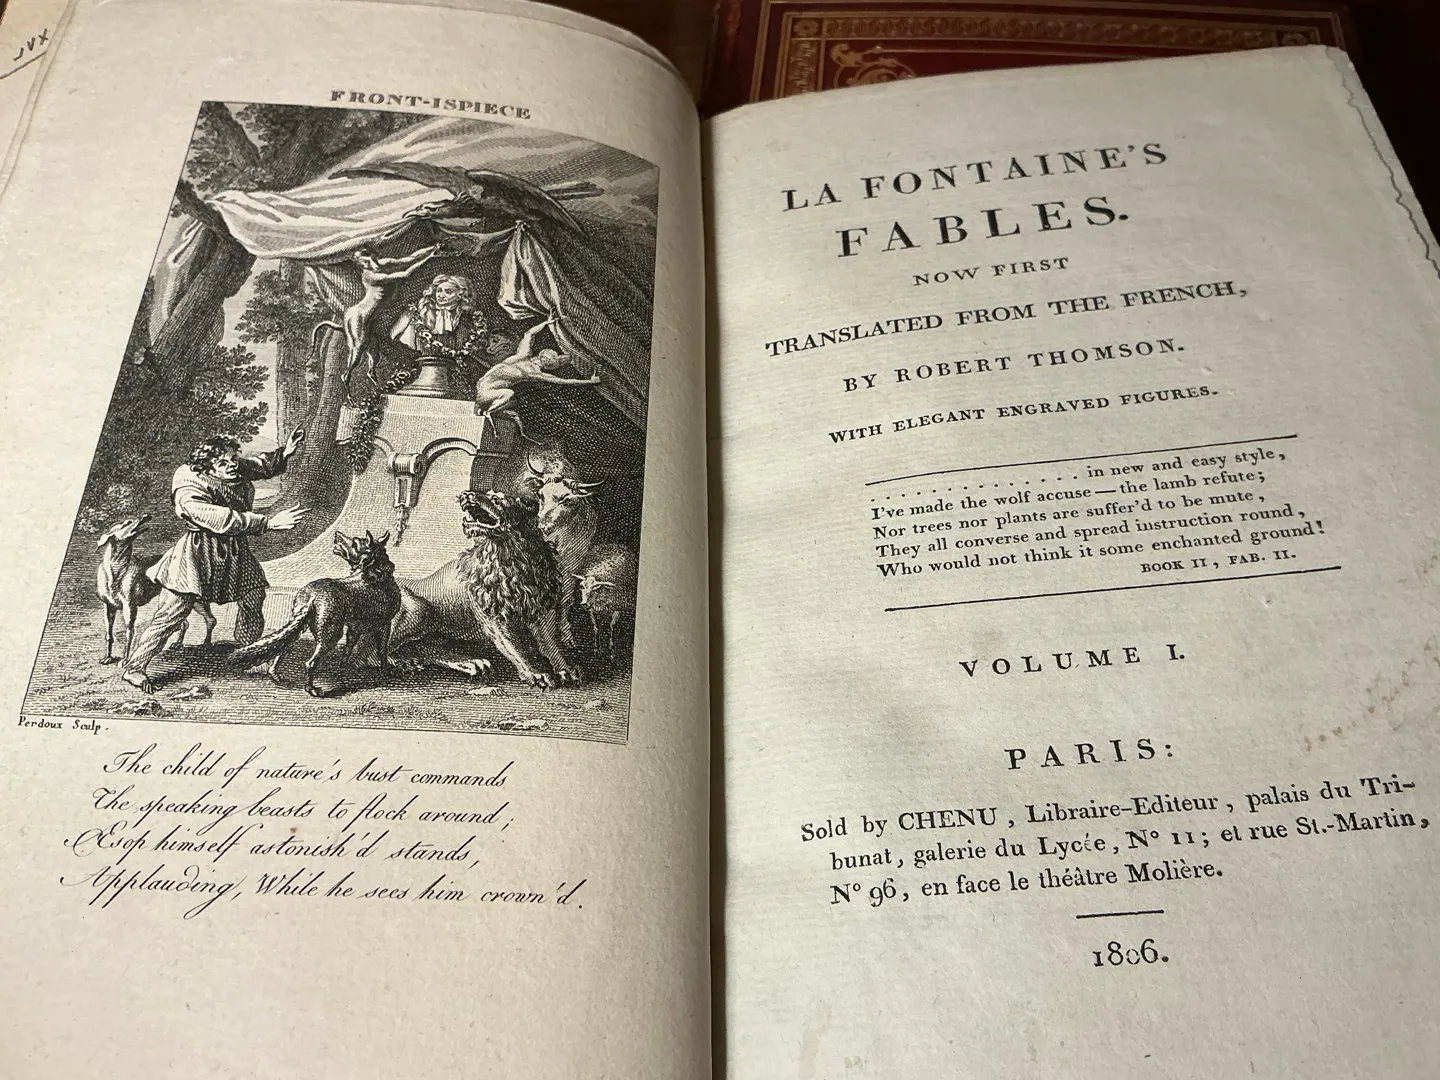 FRONT-ISPIECE
Perdoux Sculp.
The child of nature's bust commands
The speaking beasts to flock around;
Æsop himself astonish'd stands,
Applauding, While he sees him crown'd.
LA FONTAINE'S
FABLES.
NOW FIRST
TRANSLATED FROM THE FRENCH,
BY ROBERT THOMSON.
WITH ELEGANT ENGRAVED FIGURES.
. . . . . . . . . . . . . . in new and easy style,
I've made the wolf accuse — the lamb refute;
Nor trees nor plants are suffer'd to be mute,
They all converse and spread instruction round,
Who would not think it some enchanted ground!
BOOK II, FAB. II.
VOLUME I.
PARIS:
Sold by CHENU, Libraire-Editeur, palais du Tri-
bunat, galerie du Lycée, N° 11; et rue St.-Martin,
N° 96, en face le théâtre Molière.
1806.